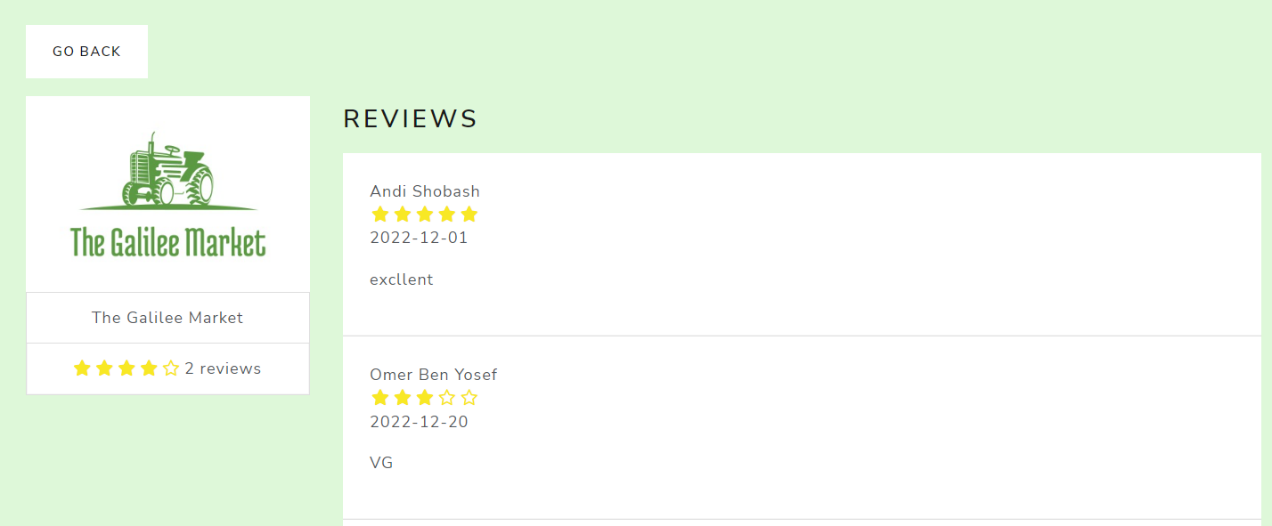 GO BACK
The Galilee Market
The Galilee Market
2 reviews
REVIEWS
Andi Shobash
2022-12-01
excllent
Omer Ben Yosef
2022-12-20
VG